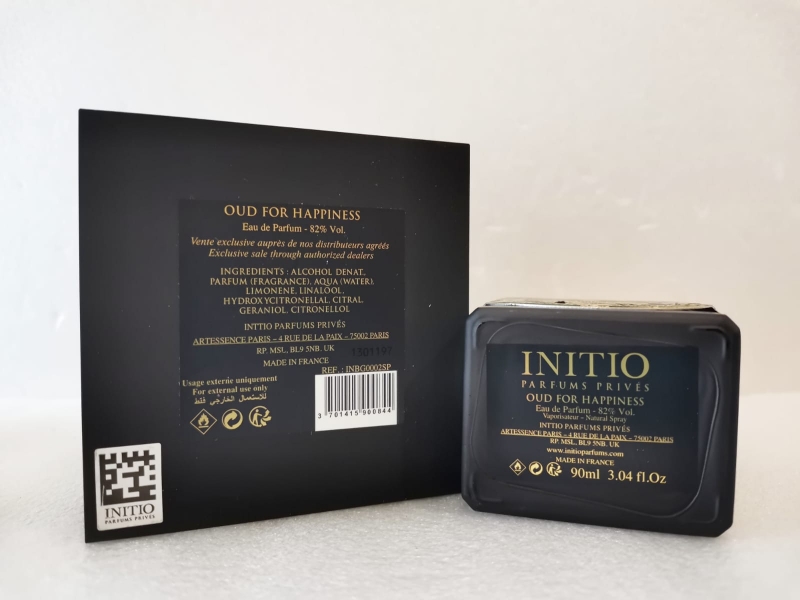 OUD FOR HAPPINESS
Eau de Parfum - 82% Vol.
Vente exclusive auprès de nos distributeurs agréés
Exclusive sale through authorized dealers
INGREDIENTS : ALCOHOL DENAT,
PARFUM (FRAGRANCE), AQUA (WATER),
LIMONENE, LINALOOL,
HYDROXYCITRONELLAL, CITRAL,
GERANIOL, CITRONELLOL
INTTIO PARFUMS PRIVÉS
ARTESSENCE PARIS – 4 RUE DE LA PAIX – 75002 PARIS
RP. MSL, BL9 5NB. UK
1301197
MADE IN FRANCE
REF. : INBG0002SP
Usage externe uniquement
For external use only
للاستعمال الخارجي فقط
3 701415 900844
INITIO
PARFUMS PRIVÉS
INITIO
PARFUMS PRIVÉS
OUD FOR HAPPINESS
Eau de Parfum - 82% Vol.
Vaporisateur – Natural Spray
INTTIO PARFUMS PRIVÉS
ARTESSENCE PARIS – 4 RUE DE LA PAIX – 75002 PARIS
RP. MSL, BL9 5NB. UK
www.initioparfums.com
MADE IN FRANCE
90ml 3.04 fl.Oz